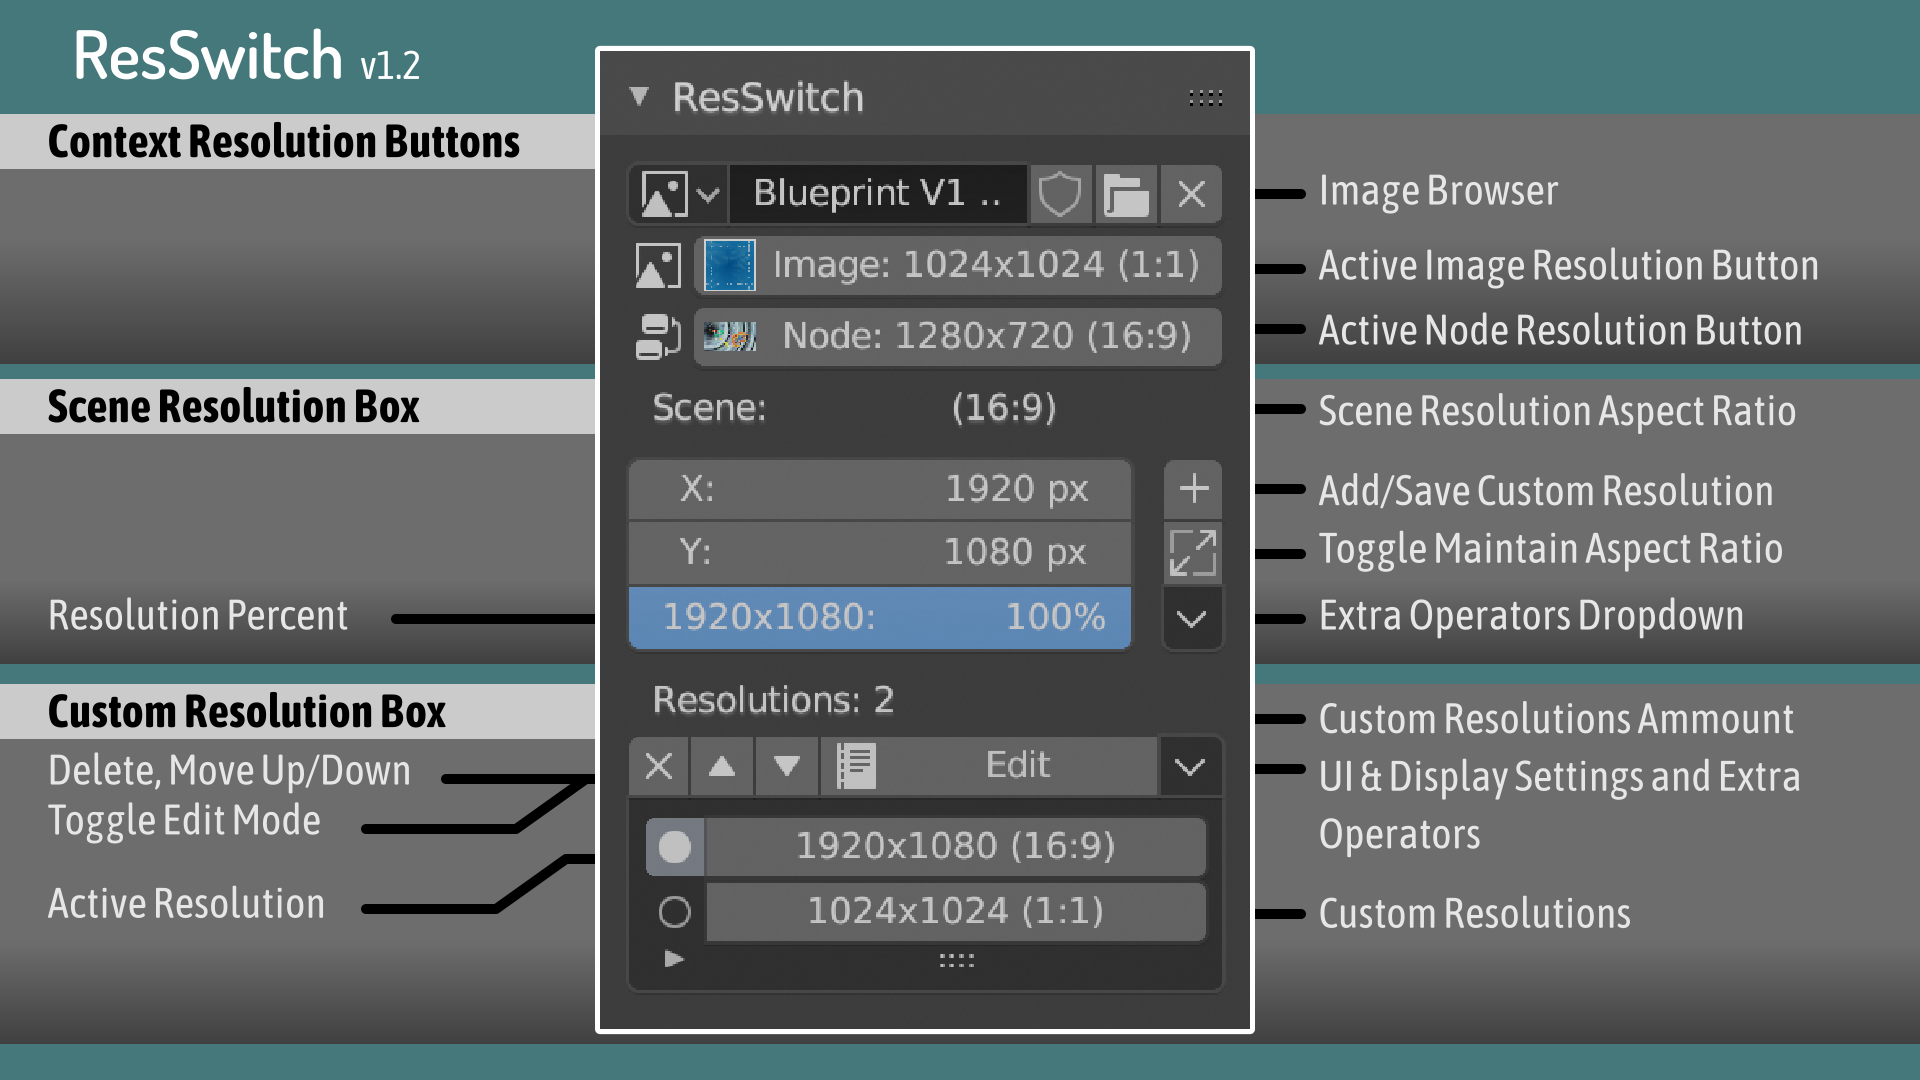 ResSwitch v1.2
ResSwitch
Context Resolution Buttons
Blueprint V1 ..
Image Browser
Image: 1024x1024 (1:1)
Active Image Resolution Button
Node: 1280x720 (16:9)
Active Node Resolution Button
Scene Resolution Box
Scene: (16:9)
Scene Resolution Aspect Ratio
X: 1920 px
Add/Save Custom Resolution
Y: 1080 px
Toggle Maintain Aspect Ratio
Resolution Percent
1920x1080: 100%
Extra Operators Dropdown
Custom Resolution Box
Resolutions: 2
Custom Resolutions Ammount
Delete, Move Up/Down
Toggle Edit Mode
Edit
UI & Display Settings and Extra
Operators
Active Resolution
1920x1080 (16:9)
1024x1024 (1:1)
Custom Resolutions